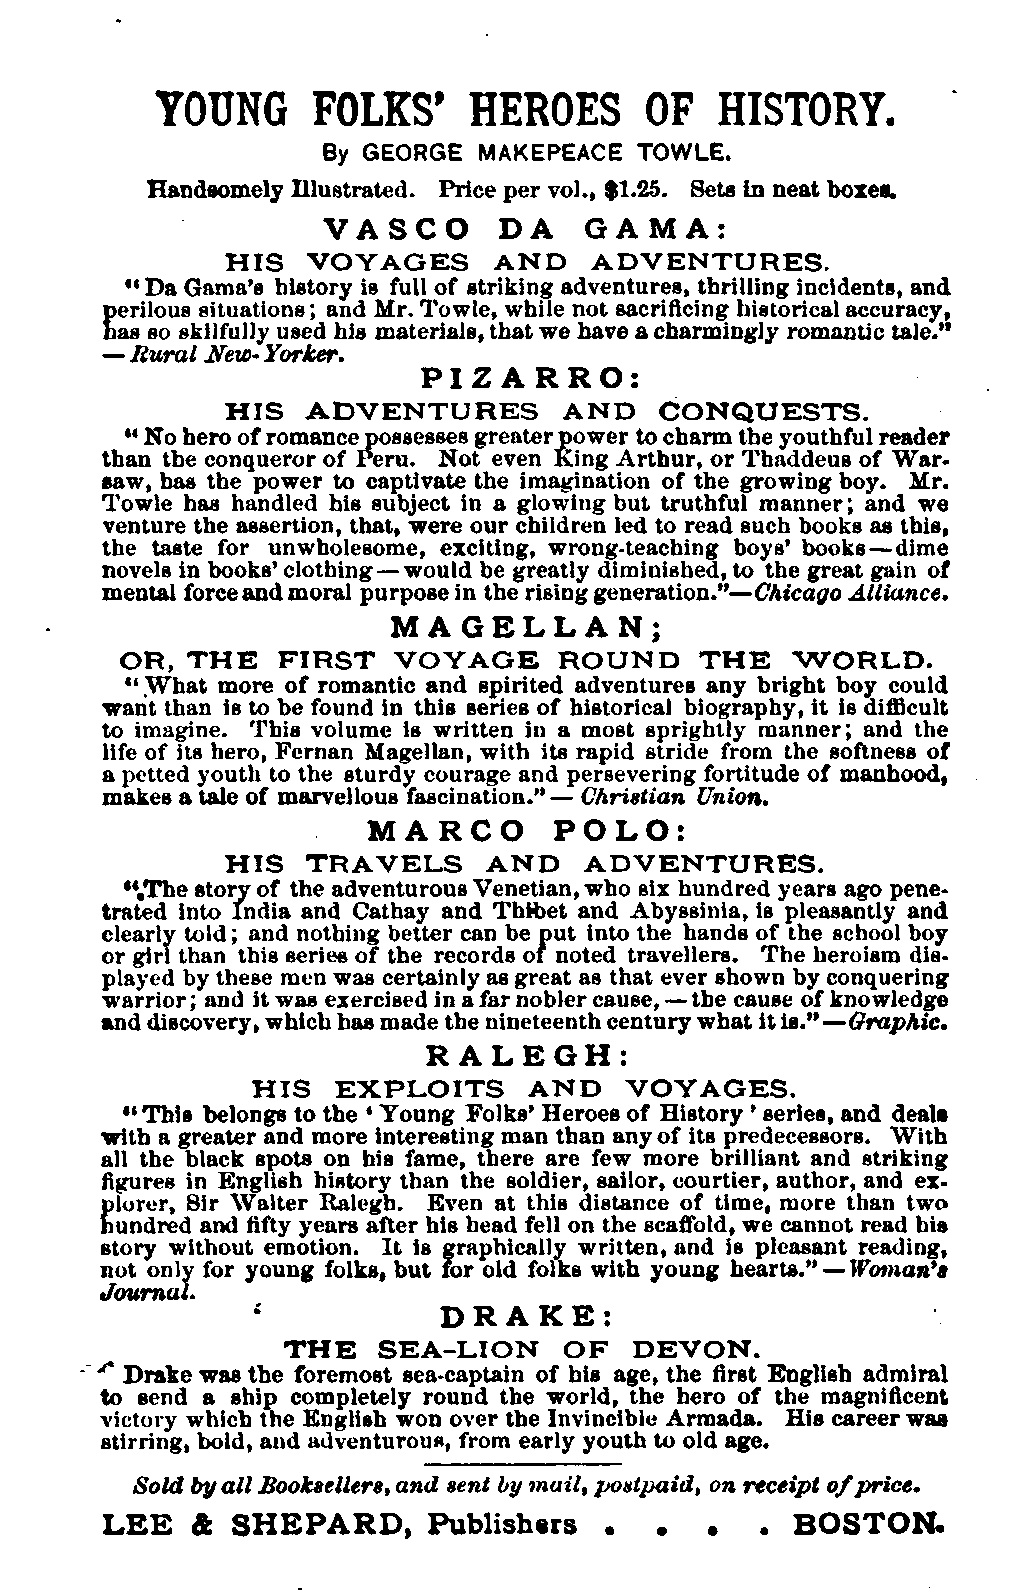 YOUNG FOLKS' HEROES OF HISTORY.
By GEORGE MAKEPEACE TOWLE.
Handsomely Illustrated. Price per vol., $1.25. Sets in neat boxes.
VASCO DA GAMA:
HIS VOYAGES AND ADVENTURES.
"Da Gama's history is full of striking adventures, thrilling incidents, and
perilous situations; and Mr. Towle, while not sacrificing historical accuracy,
has so skilfully used his materials, that we have a charmingly romantic tale."
— Rural New-Yorker.
PIZARRO:
HIS ADVENTURES AND CONQUESTS.
"No hero of romance possesses greater power to charm the youthful reader
than the conqueror of Peru. Not even King Arthur, or Thaddeus of War-
saw, has the power to captivate the imagination of the growing boy. Mr.
Towle has handled his subject in a glowing but truthful manner; and we
venture the assertion, that, were our children led to read such books as this,
the taste for unwholesome, exciting, wrong-teaching boys' books—dime
novels in books' clothing—would be greatly diminished, to the great gain of
mental force and moral purpose in the rising generation."—Chicago Alliance.
MAGELLAN;
OR, THE FIRST VOYAGE ROUND THE WORLD.
"What more of romantic and spirited adventures any bright boy could
want than is to be found in this series of historical biography, it is difficult
to imagine. This volume is written in a most sprightly manner; and the
life of its hero, Fernan Magellan, with its rapid stride from the softness of
a petted youth to the sturdy courage and persevering fortitude of manhood,
makes a tale of marvellous fascination."— Christian Union.
MARCO POLO:
HIS TRAVELS AND ADVENTURES.
"The story of the adventurous Venetian, who six hundred years ago pene-
trated into India and Cathay and Thibet and Abyssinia, is pleasantly and
clearly told; and nothing better can be put into the hands of the school boy
or girl than this series of the records of noted travellers. The heroism dis-
played by these men was certainly as great as that ever shown by conquering
warrior; and it was exercised in a far nobler cause,—the cause of knowledge
and discovery, which has made the nineteenth century what it is."—Graphic.
RALEGH:
HIS EXPLOITS AND VOYAGES.
"This belongs to the 'Young Folks' Heroes of History' series, and deals
with a greater and more interesting man than any of its predecessors. With
all the black spots on his fame, there are few more brilliant and striking
figures in English history than the soldier, sailor, courtier, author, and ex-
plorer, Sir Walter Ralegh. Even at this distance of time, more than two
hundred and fifty years after his head fell on the scaffold, we cannot read his
story without emotion. It is graphically written, and is pleasant reading,
not only for young folks, but for old folks with young hearts."—Woman's
Journal.
DRAKE:
THE SEA-LION OF DEVON.
Drake was the foremost sea-captain of his age, the first English admiral
to send a ship completely round the world, the hero of the magnificent
victory which the English won over the Invincible Armada. His career was
stirring, bold, and adventurous, from early youth to old age.
Sold by all Booksellers, and sent by mail, postpaid, on receipt of price.
LEE & SHEPARD, Publishers . . . . BOSTON.